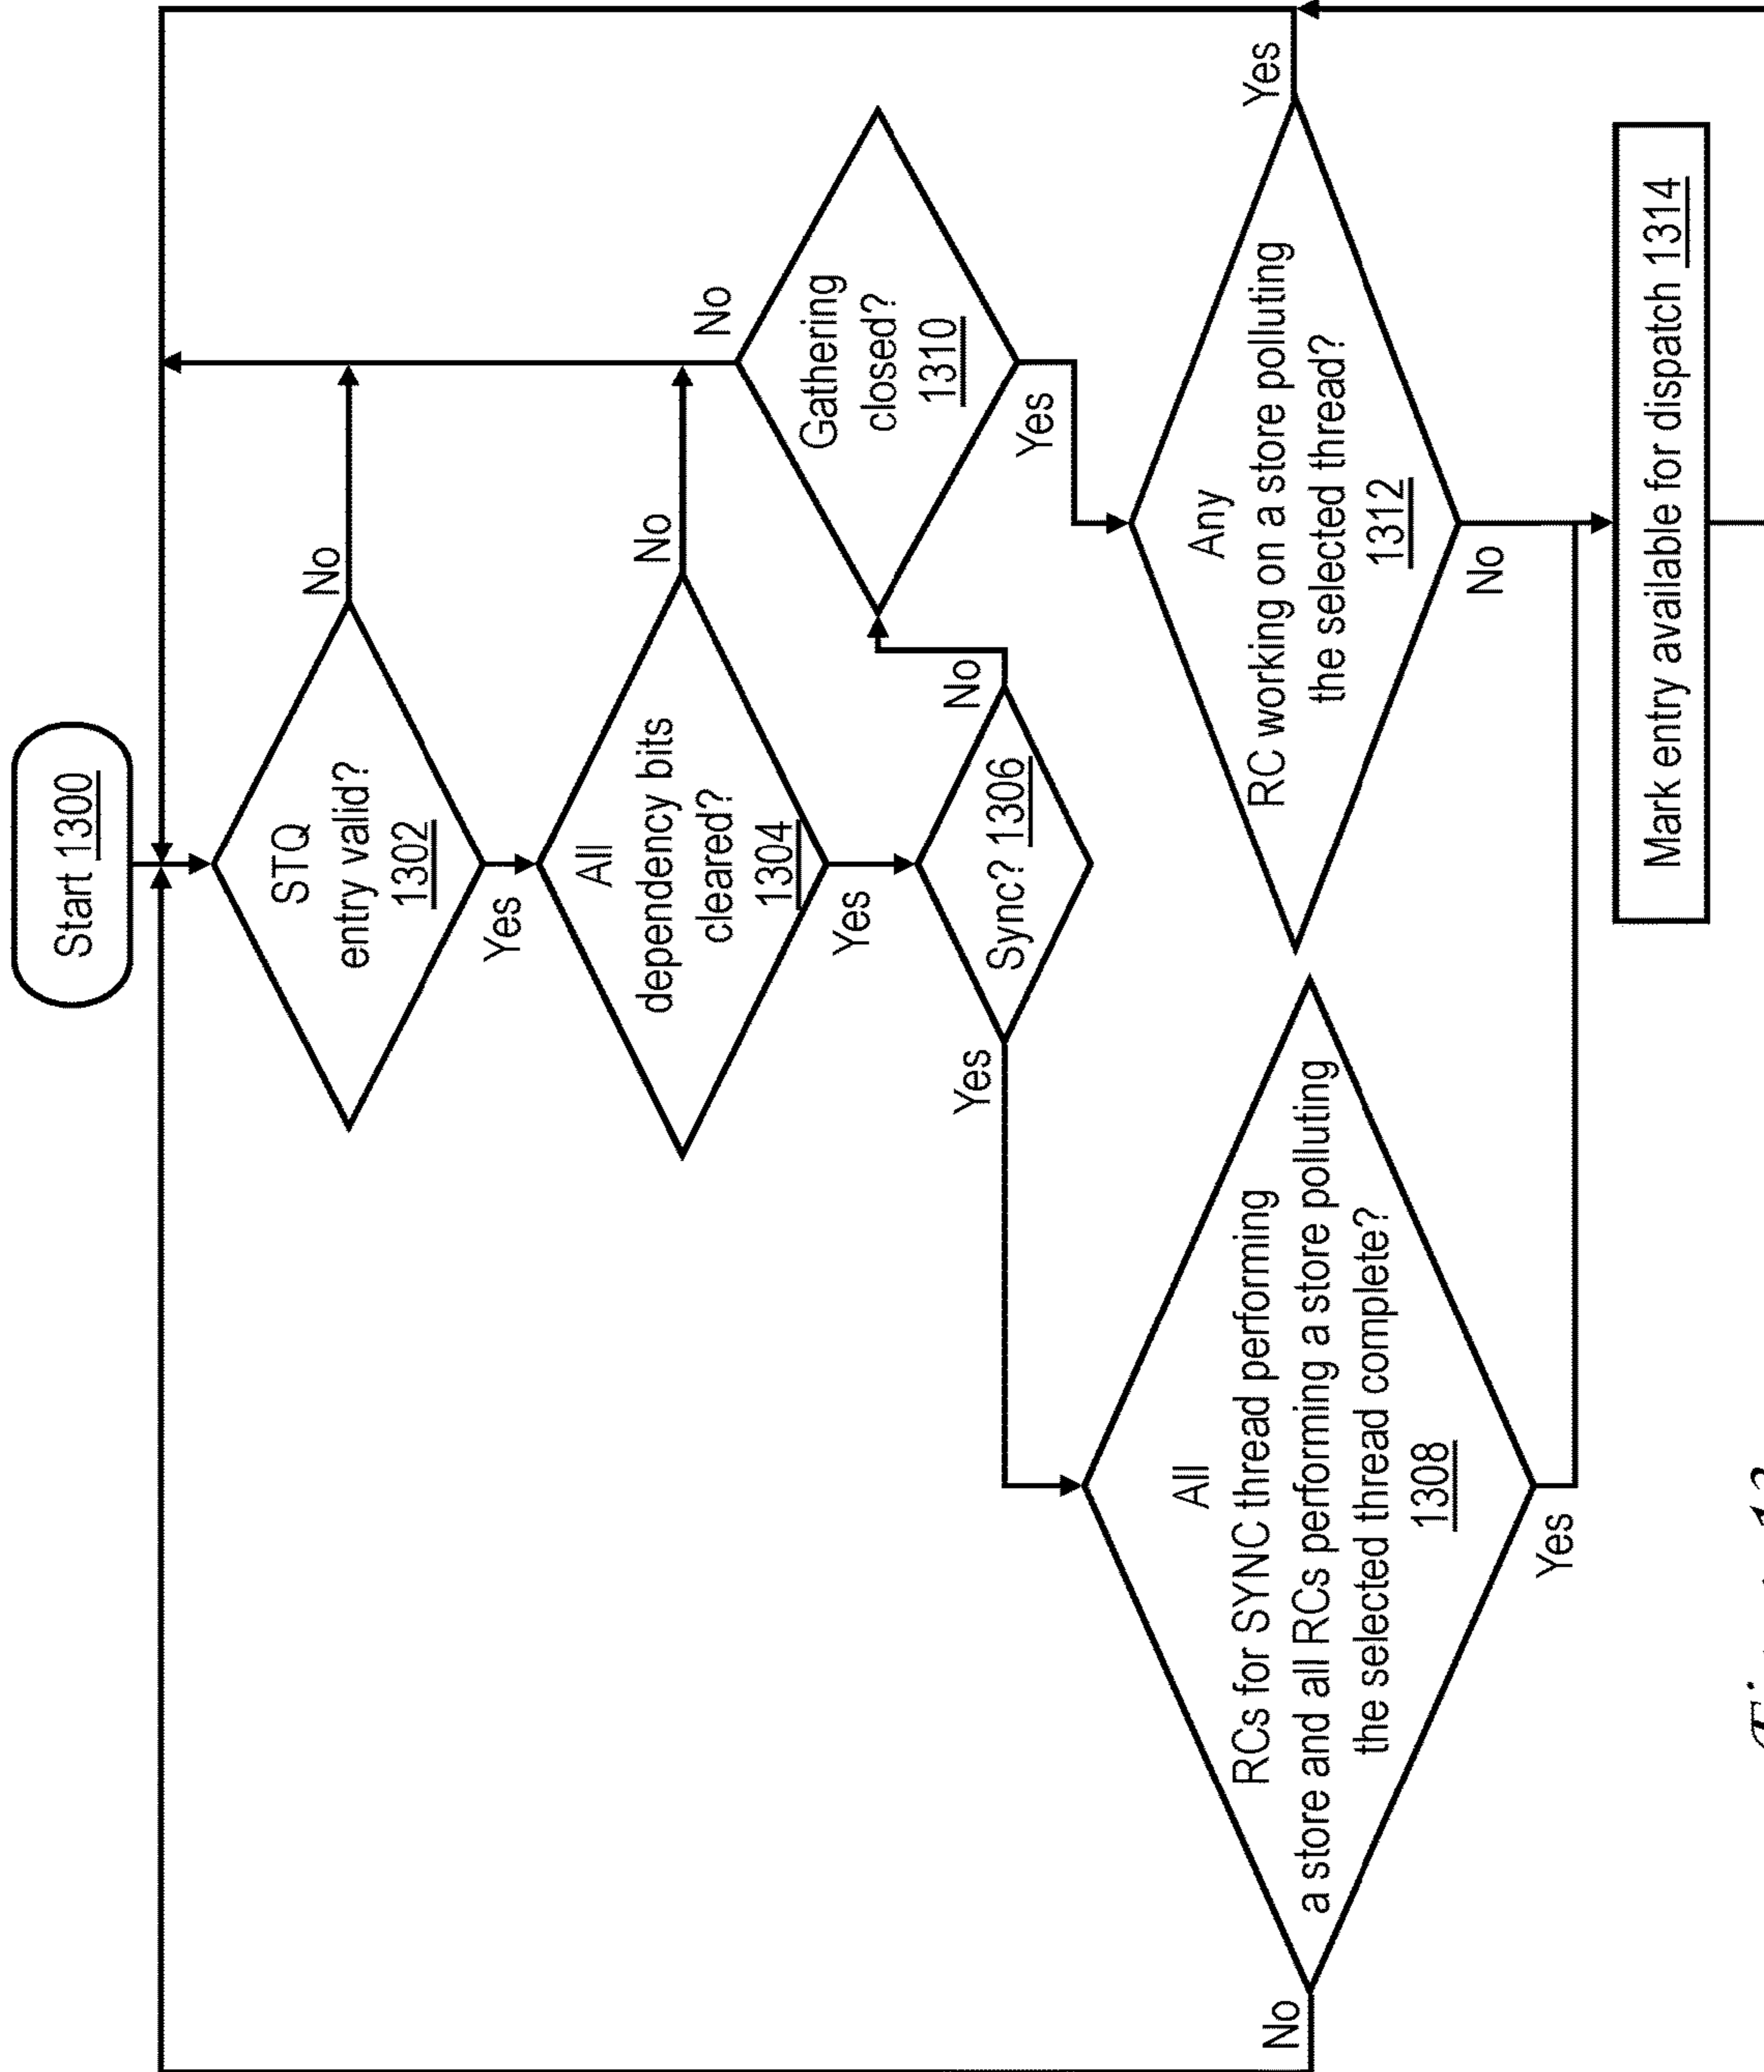 Start 1300
STQ
entry valid?
1302
No
Yes
All
dependency bits
cleared?
1304
No
Yes
Sync? 1306
No
Yes
Gathering
closed?
1310
No
Yes
All
RCs for SYNC thread performing
a store and all RCs performing a store polluting
the selected thread complete?
1308
No
Yes
Any
RC working on a store polluting
the selected thread?
1312
Yes
No
Mark entry available for dispatch 1314